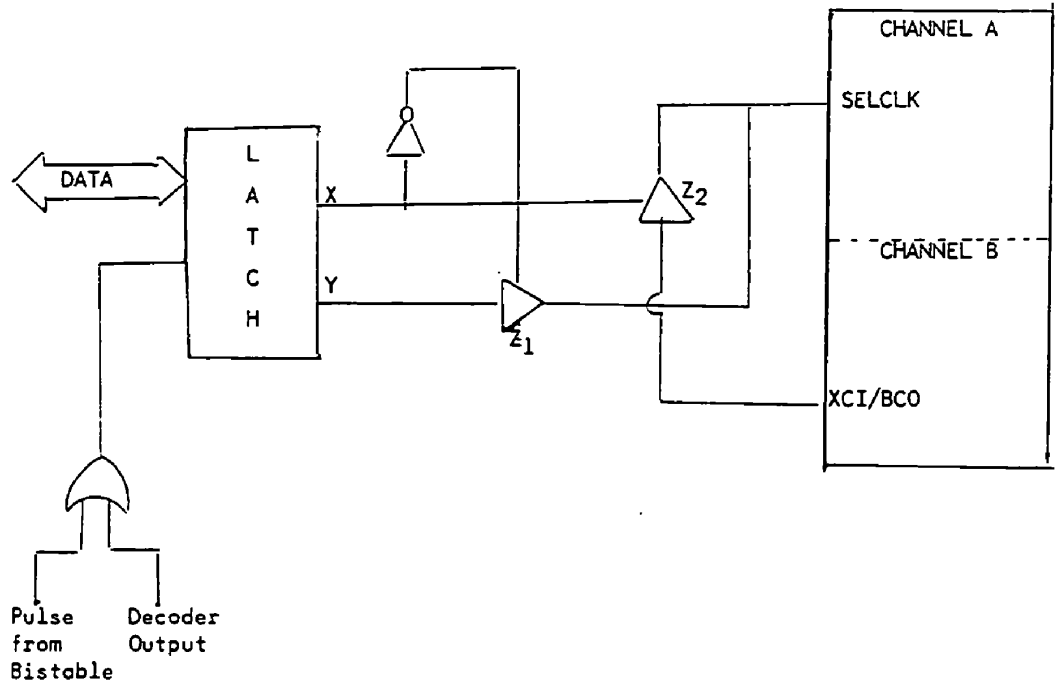 CHANNEL A
SELCLK
L
A
T
C
H
DATA
X
Z2
CHANNEL B
Y
Z1
XCI/BCO
Pulse
from
Bistable
Decoder
Output